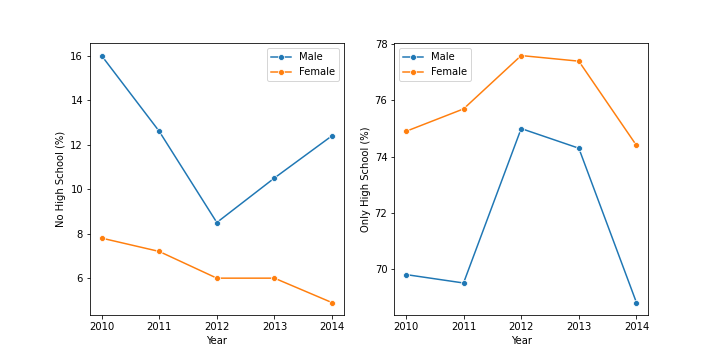 Male
Female
16
14
12
10
8
6
No High School (%)
2010 2011 2012 2013 2014
Year
Male
Female
78
76
74
72
70
Only High School (%)
2010 2011 2012 2013 2014
Year